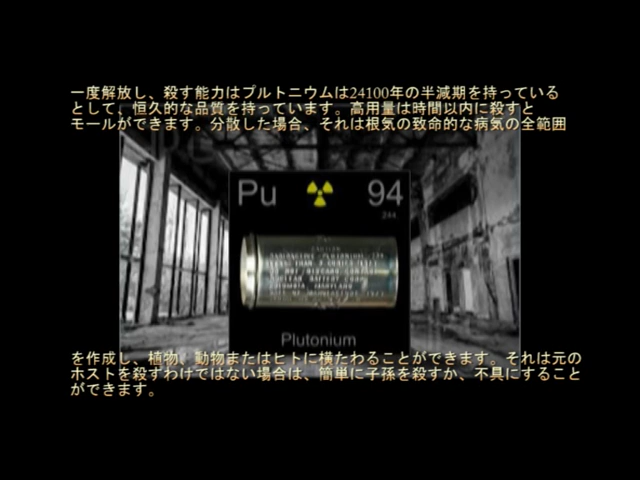 一度解放し、殺す能力はプルトニウムは24100年の半減期を持っている
として、恒久的な品質を持っています。高用量は時間以内に殺すと
モールができます。分散した場合、それは根気の致命的な病気の全範囲
Pu
94
244
CAUTION
RADIOACTIVE PLUTONIUM 238
Plutonium
を作成し、植物、動物またはヒトに横たわることができます。それは元の
ホストを殺すわけではない場合は、簡単に子孫を殺すか、不具にすること
ができます。